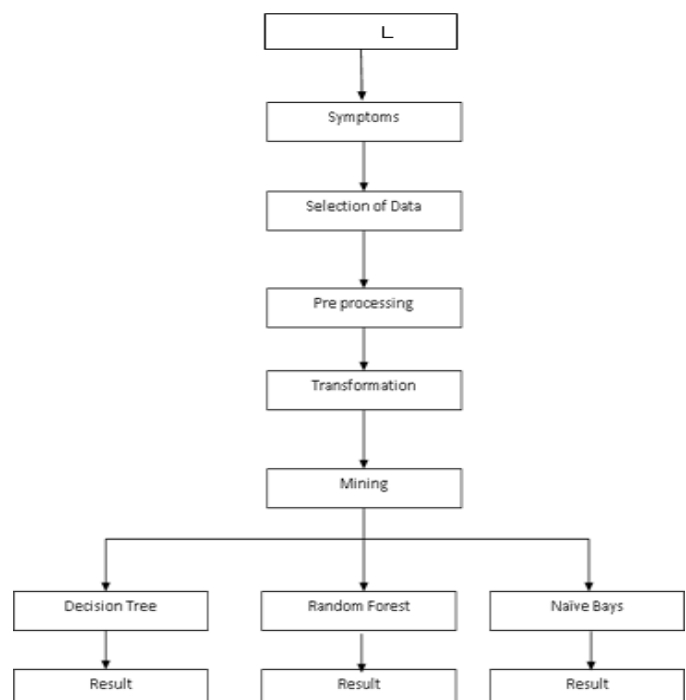 L
Symptoms
Selection of Data
Pre processing
Transformation
Mining
Decision Tree
Random Forest
Naïve Bays
Result
Result
Result